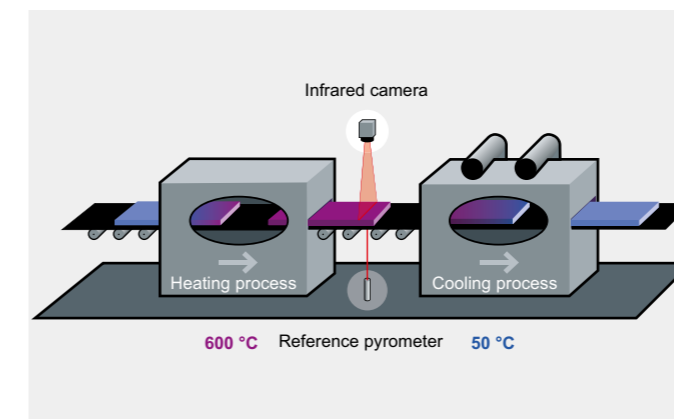 Infrared camera
Heating process
Cooling process
600 °C
Reference pyrometer
50 °C